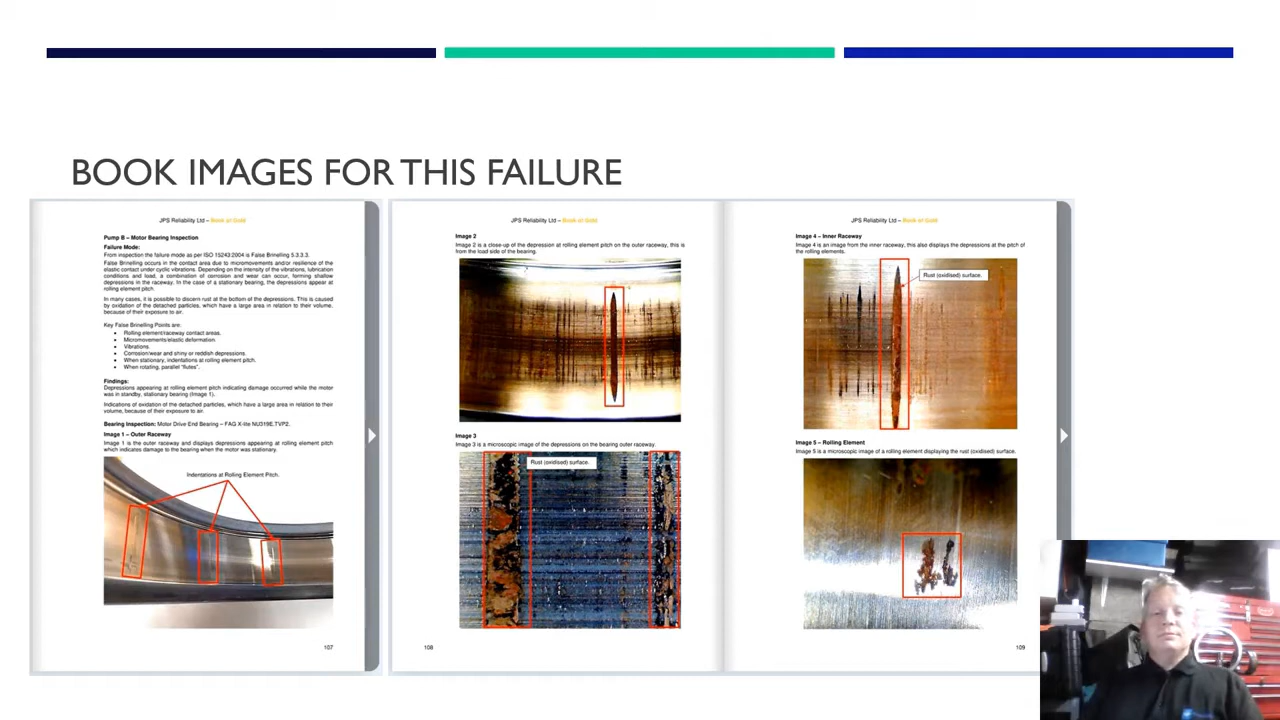 BOOK IMAGES FOR THIS FAILURE
JPS Reliability Ltd – Book of Gold
Pump B – Motor Bearing Inspection
Failure Mode:
From inspection the failure mode as per ISO 15243:2004 is False Brinelling 5.3.3.3.
False Brinelling occurs in the contact area due to micromovements and/or resilience of the
elastic contact under cyclic vibrations. Depending on the intensity of the vibrations, lubrication
conditions and load, a combination of corrosion and wear can occur, forming shallow
depressions in the raceway. In the case of a stationary bearing, the depressions appear at
rolling element pitch.
In many cases, it is possible to discern rust at the bottom of the depressions. This is caused
by oxidation of the detached particles, which have a large area in relation to their volume,
because of their exposure to air.
Key False Brinelling Points are:
• Rolling element/raceway contact areas.
• Micromovements/elastic deformation.
• Vibrations.
• Corrosion/wear and shiny or reddish depressions.
• When stationary, indentations at rolling element pitch.
• When rotating, parallel "flutes".
Findings:
Depressions appearing at rolling element pitch indicating damage occurred while the motor
was in standby, stationary bearing (Image 1).
Indications of oxidation of the detached particles, which have a large area in relation to their
volume, because of their exposure to air.
Bearing Inspection: Motor Drive End Bearing – FAG X-life NU319E.TVP2.
Image 1 – Outer Raceway
Image 1 is the outer raceway and displays depressions appearing at rolling element pitch
which indicates damage to the bearing when the motor was stationary.
Indentations at Rolling Element Pitch.
107
JPS Reliability Ltd – Book of Gold
Image 2
Image 2 is a close-up of the depression at rolling element pitch on the outer raceway, this is
from the load side of the bearing.
Image 3
Image 3 is a microscopic image of the depressions on the bearing outer raceway.
Rust (oxidised) surface.
108
JPS Reliability Ltd – Book of Gold
Image 4 – Inner Raceway
Image 4 is an image from the inner raceway, this also displays the depressions at the pitch of
the rolling elements.
Rust (oxidised) surface.
Image 5 – Rolling Element
Image 5 is a microscopic image of a rolling element displaying the rust (oxidised) surface.
109